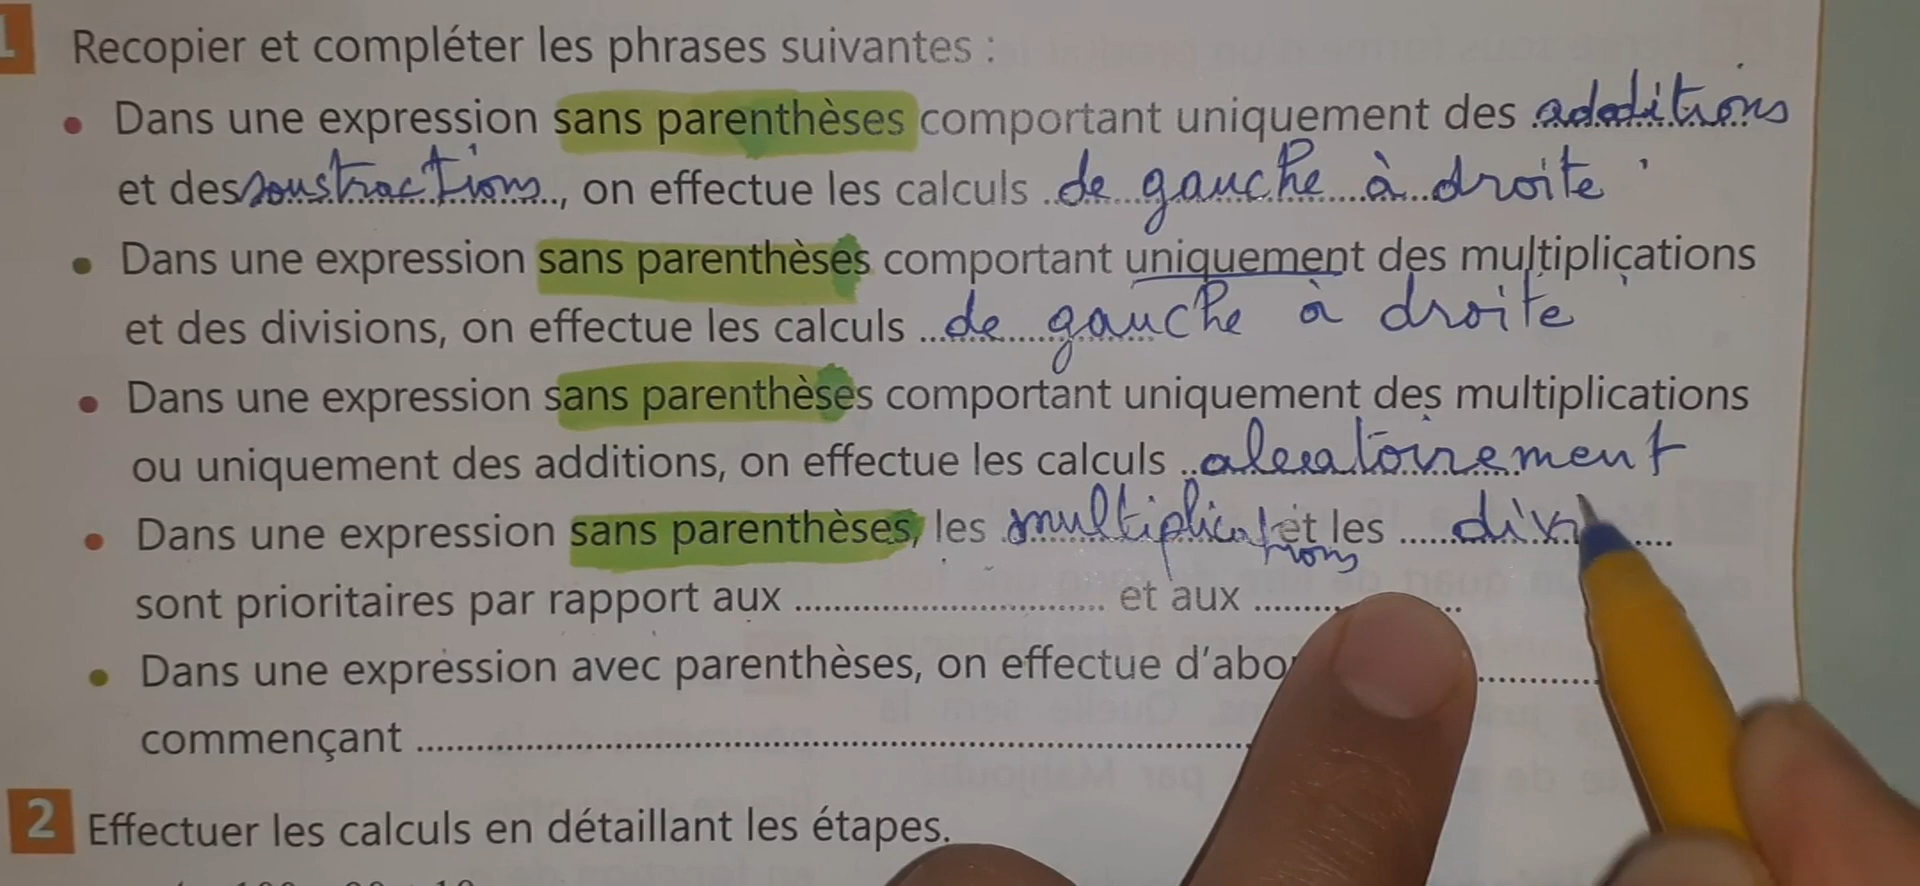 1 Recopier et compléter les phrases suivantes :
• Dans une expression sans parenthèses comportant uniquement des additions
et des soustractions, on effectue les calculs de gauche à droite
• Dans une expression sans parenthèses comportant uniquement des multiplications
et des divisions, on effectue les calculs de gauche à droite
• Dans une expression sans parenthèses comportant uniquement des multiplications
ou uniquement des additions, on effectue les calculs aleatoirement
• Dans une expression sans parenthèses, les multiplications et les divi
sont prioritaires par rapport aux .......... et aux ..........
• Dans une expression avec parenthèses, on effectue d'abo
commençant ..........
2 Effectuer les calculs en détaillant les étapes.